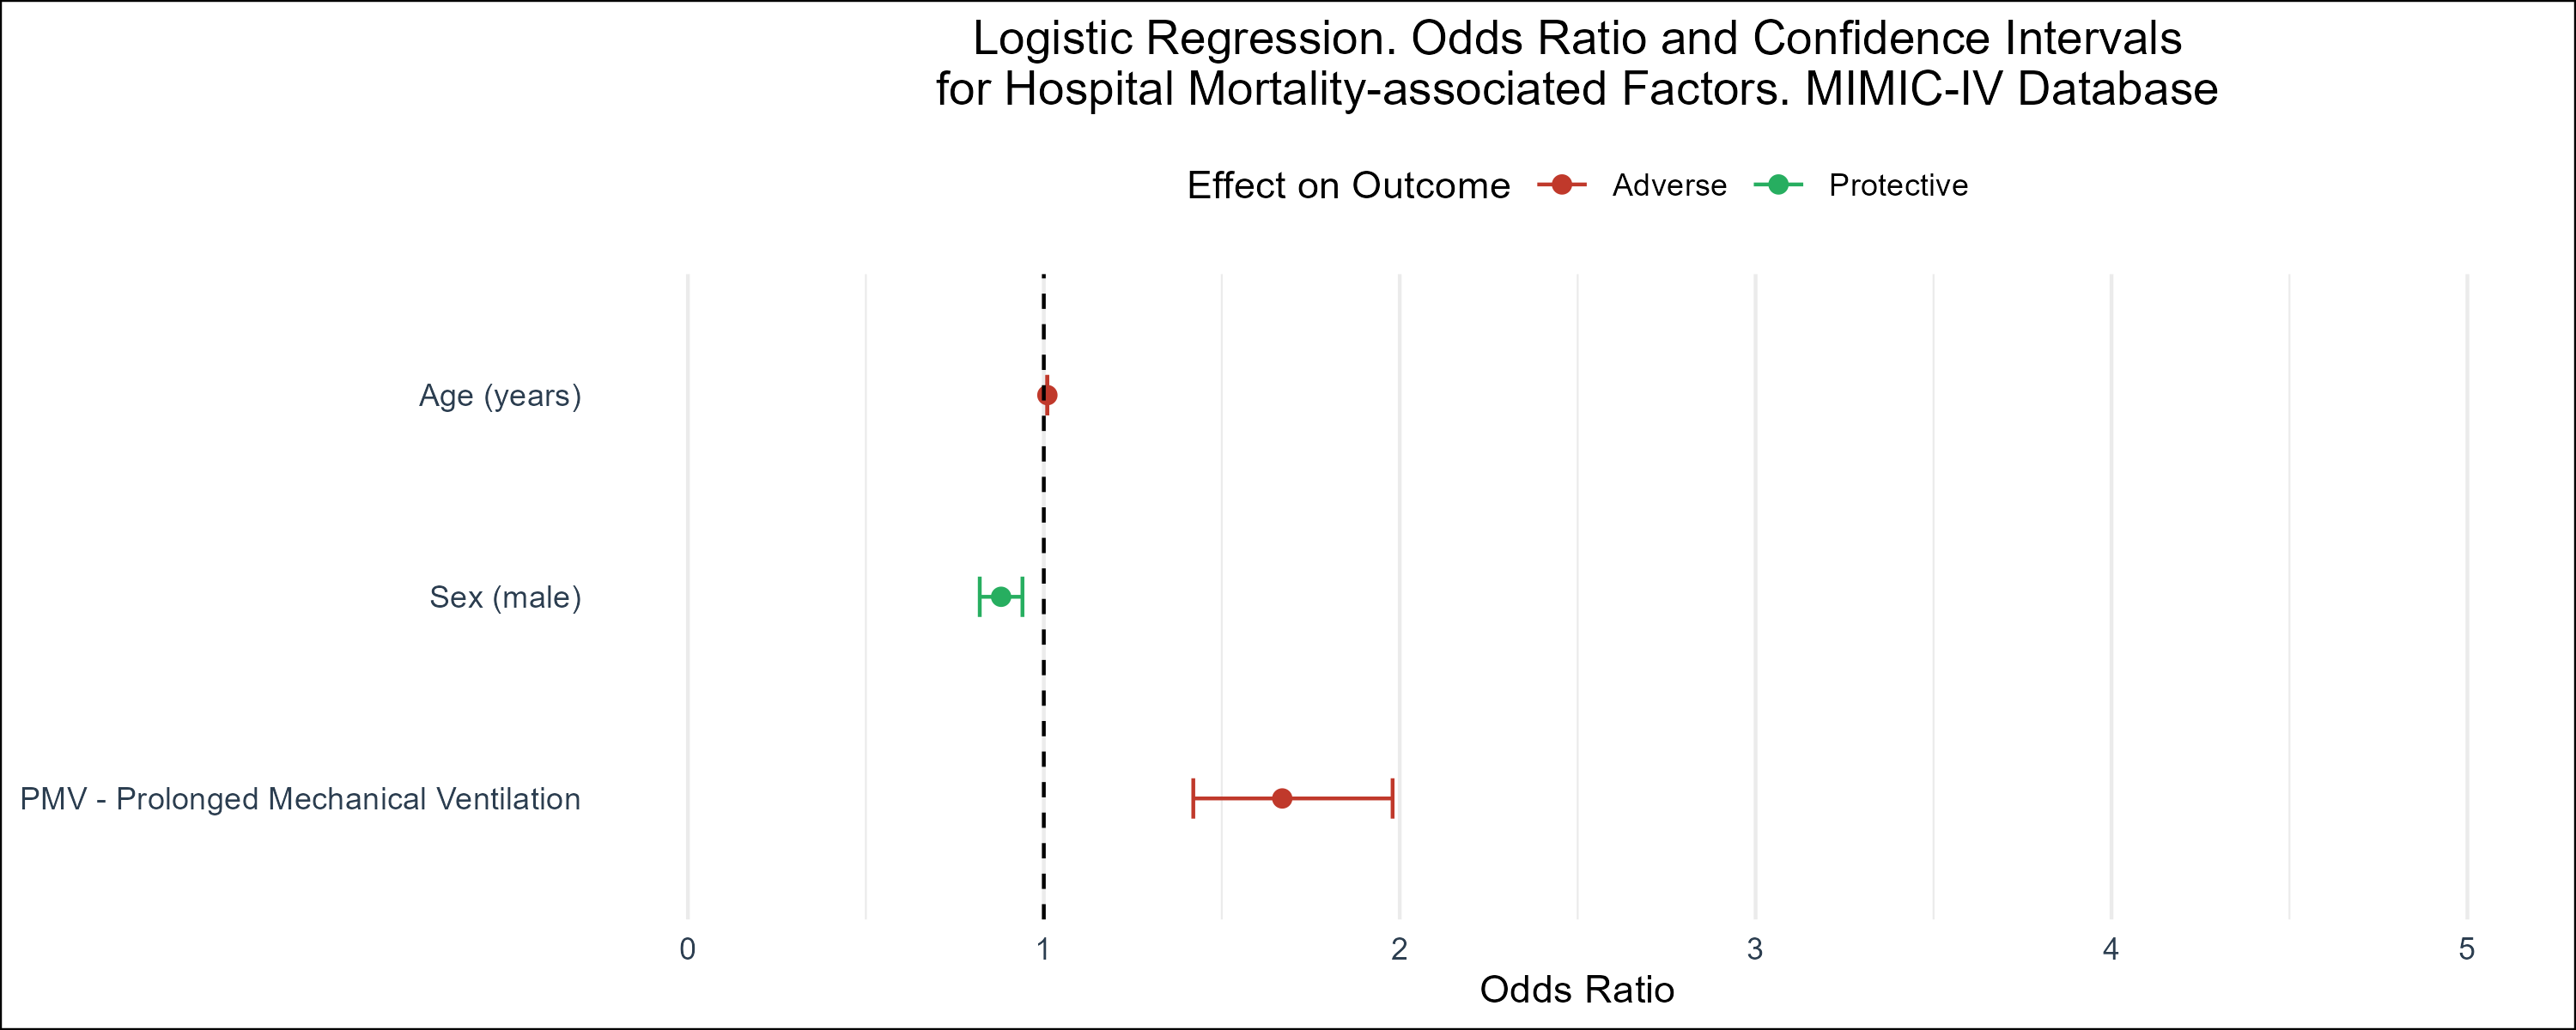 Logistic Regression. Odds Ratio and Confidence Intervals
for Hospital Mortality-associated Factors. MIMIC-IV Database
Effect on Outcome Adverse Protective
Age (years)
Sex (male)
PMV - Prolonged Mechanical Ventilation
0 1 2 3 4 5
Odds Ratio